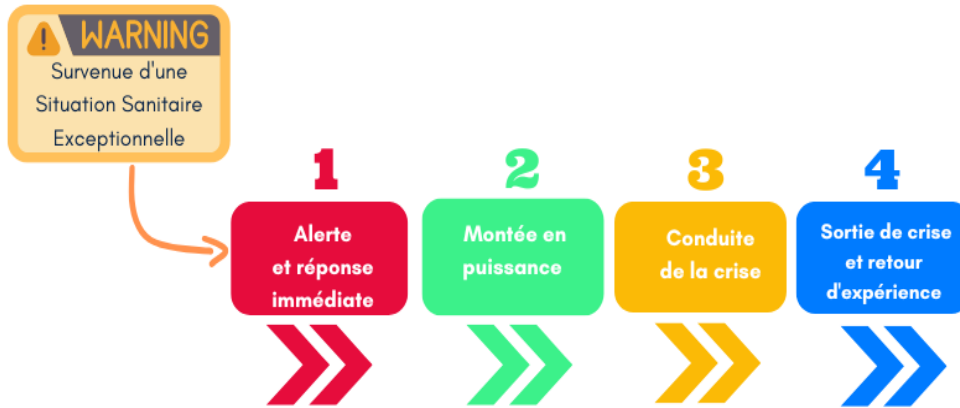 WARNING
Survenue d'une
Situation Sanitaire
Exceptionnelle
1
Alerte
et réponse
immédiate
2
Montée en
puissance
3
Conduite
de la crise
4
Sortie de crise
et retour
d'expérience